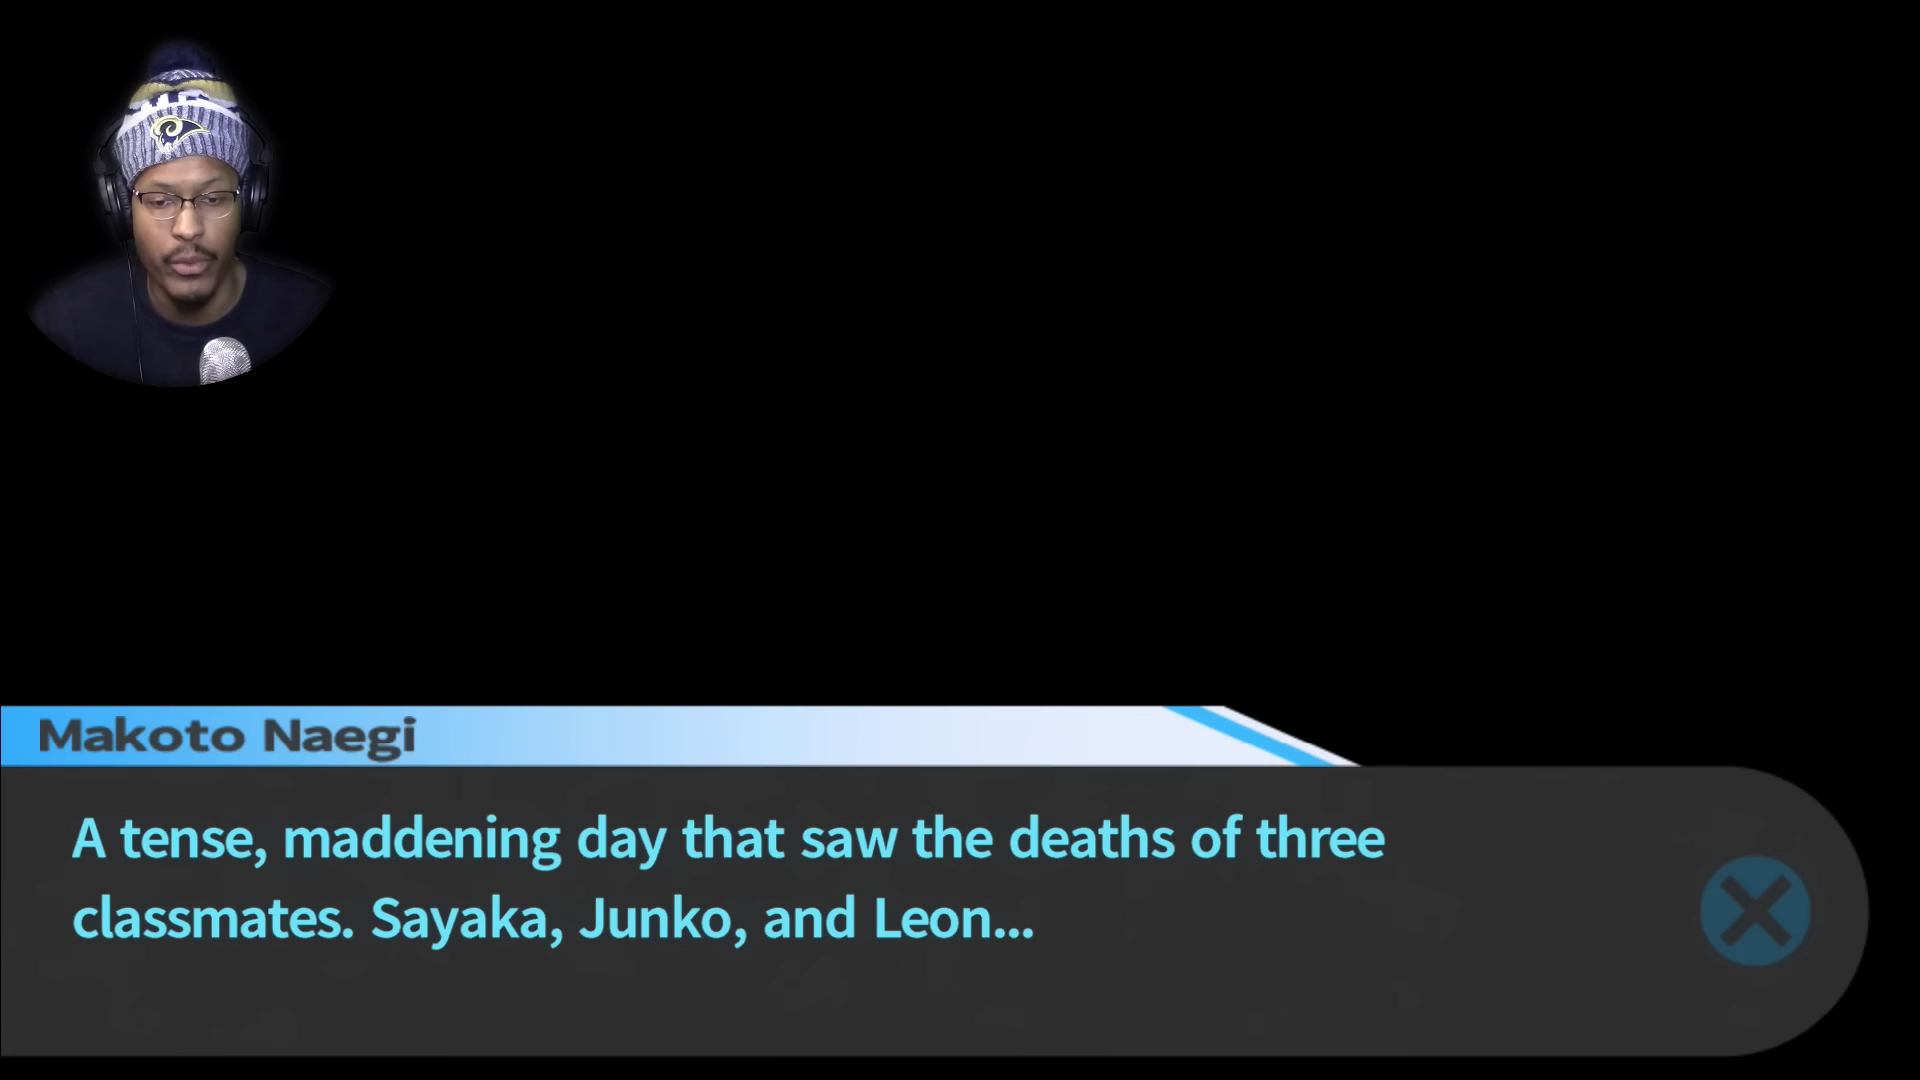 Makoto Naegi
A tense, maddening day that saw the deaths of three
classmates. Sayaka, Junko, and Leon...